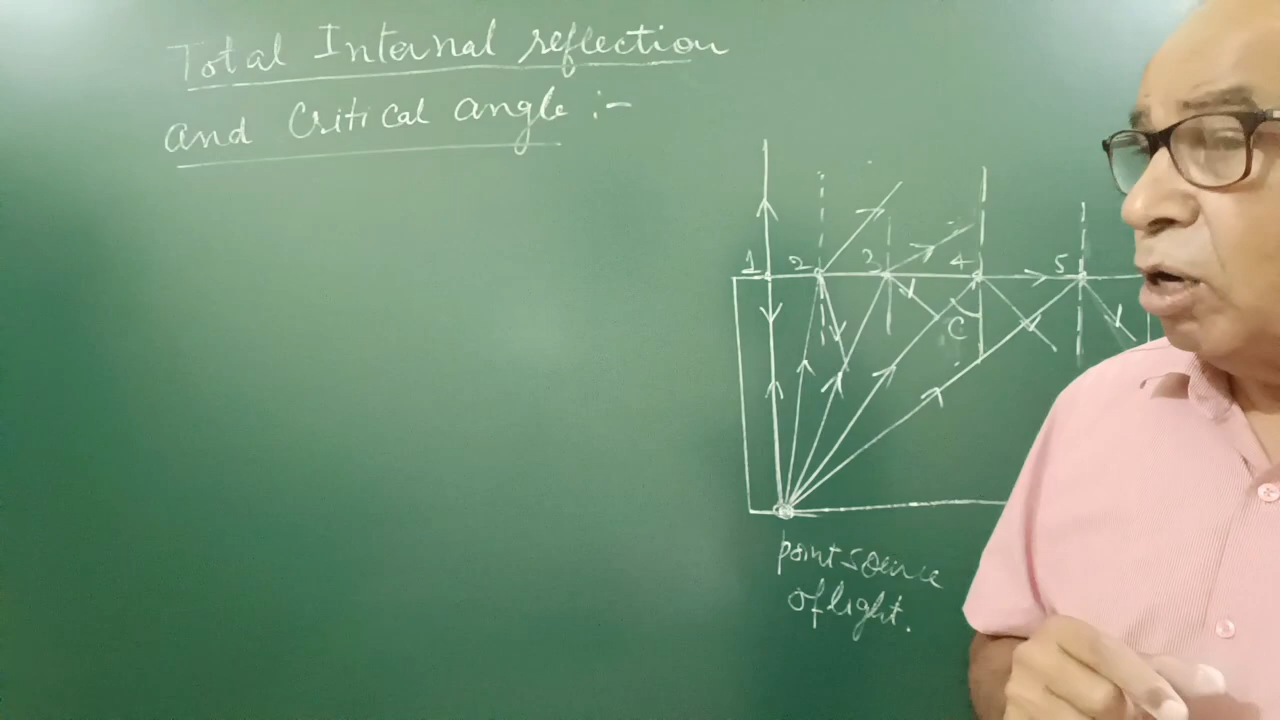 Total Internal reflection
and Critical angle :-
1 2 3 4 5
C
point source
of light.